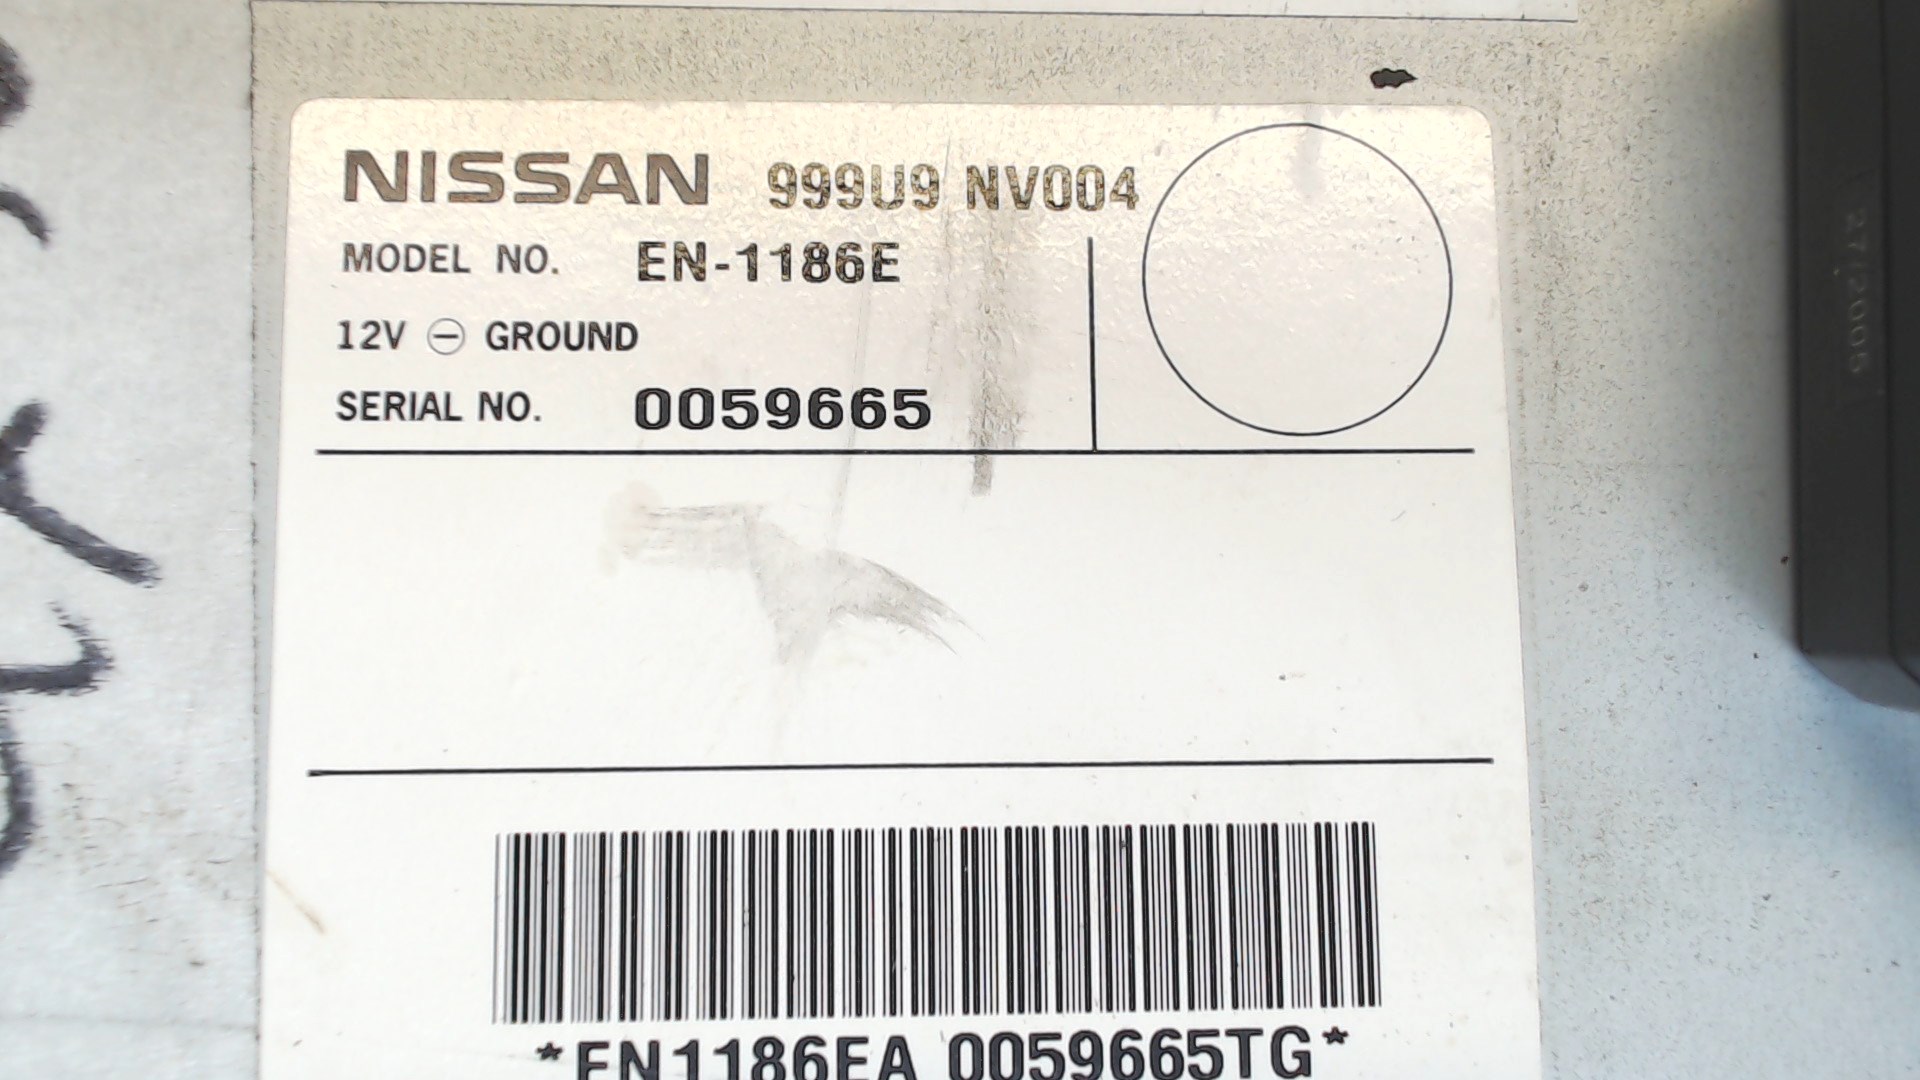 NISSAN 999U9 NV004
MODEL NO. EN-1186E
12V ⊖ GROUND
SERIAL NO. 0059665
*EN1186EA 0059665TG*